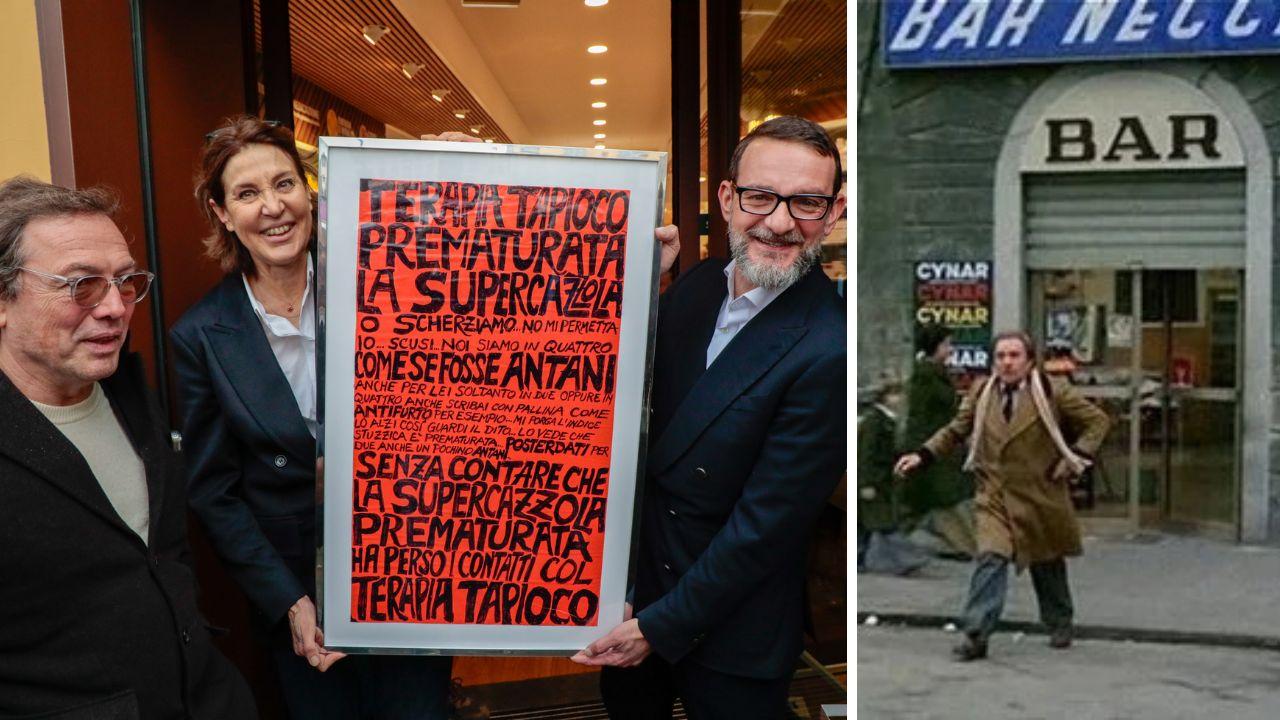 TERAPIA TAPIOCO
PREMATURATA
LA SUPERCAZZOLA
O SCHERZIAMO... NO MI PERMETTA
IO... SCUSI... NOI SIAMO IN QUATTRO
COME SE FOSSE ANTANI
ANCHE PER LEI SOLTANTO IN DUE OPPURE IN
QUATTRO ANCHE SCRIBAI CON PALLINA COME
ANTIFURTO PER ESEMPIO... MI PORGA L'INDICE
LO ALZI COSÌ GUARDI IL DITO... LO VEDE CHE
STUZZICA E' PREMATURATA... POSTERDATI PER
DUE ANCHE UN POCHINO ANTANI
SENZA CONTARE CHE
LA SUPERCAZZOLA
PREMATURATA
HA PERSO I CONTATTI COL
TERAPIA TAPIOCO
BAR NECC
BAR
CYNAR
CYNAR
CYNAR
NAR